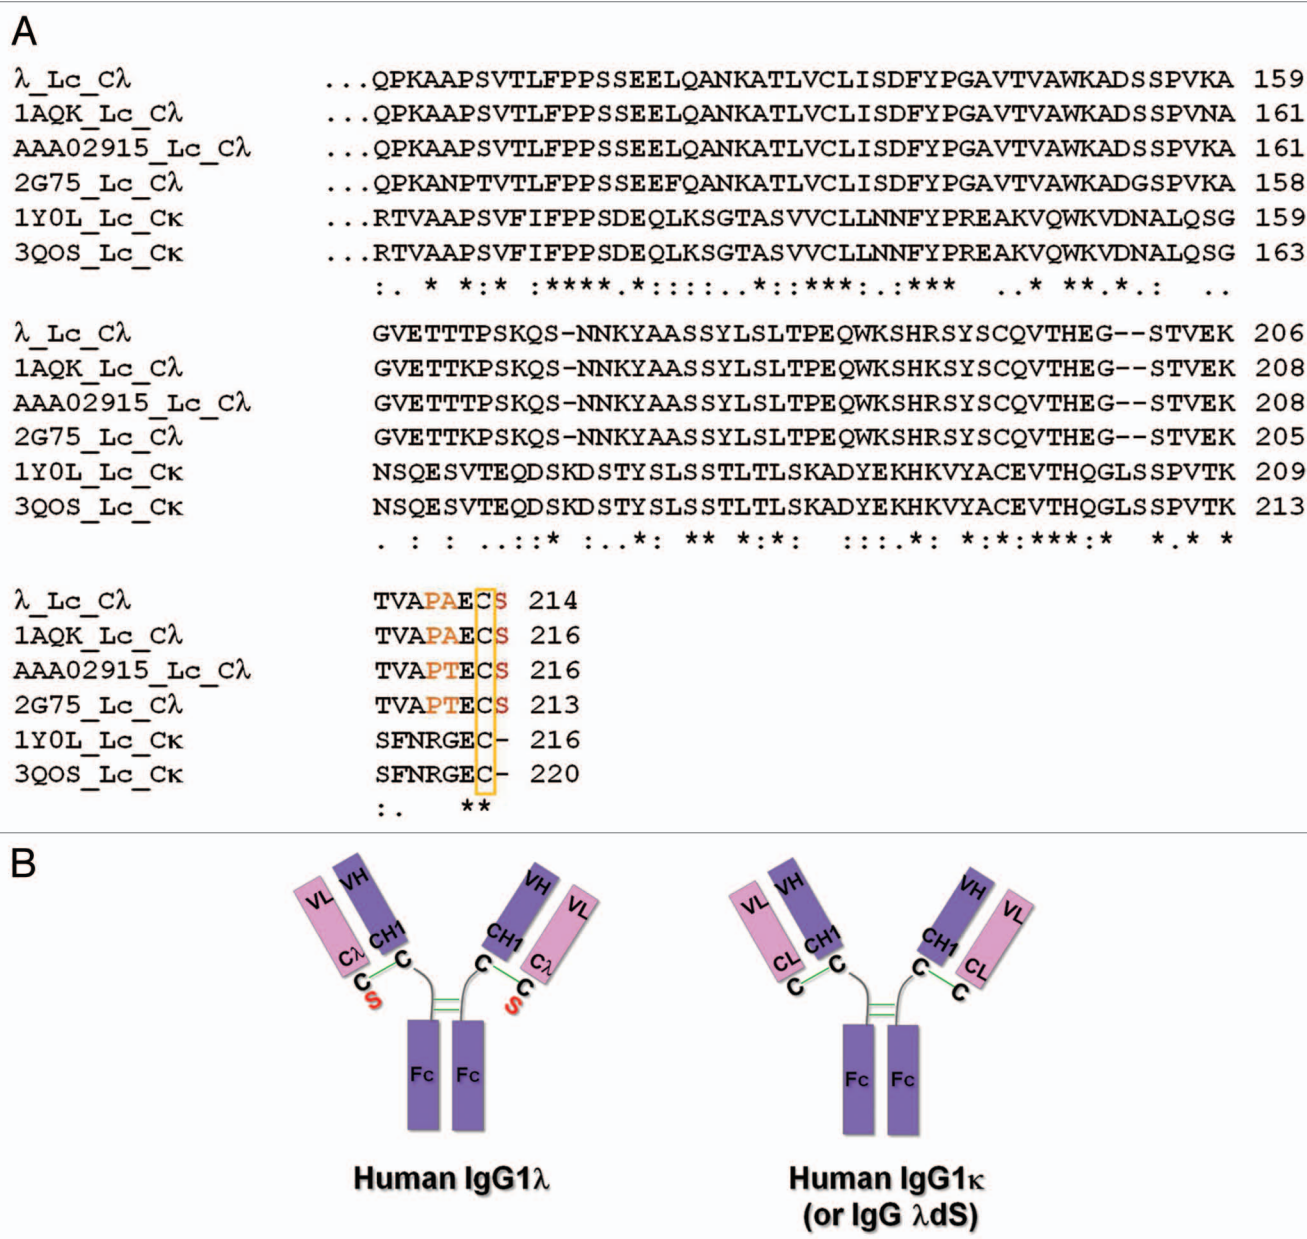 A
λ_Lc_Cλ ...QPKAAPSVTLFPPSSEELQANKATLVCLISDFYPGAVTVAWKADSSPVKA 159
1AQK_Lc_Cλ ...QPKAAPSVTLFPPSSEELQANKATLVCLISDFYPGAVTVAWKADSSPVNA 161
AAA02915_Lc_Cλ ...QPKAAPSVTLFPPSSEELQANKATLVCLISDFYPGAVTVAWKADSSPVKA 161
2G75_Lc_Cλ ...QPKANPTVTLFPPSSEEFQANKATLVCLISDFYPGAVTVAWKADGSPVKA 158
1Y0L_Lc_Cκ ...RTVAAPSVFIFPPSDEQLKSGTASVVCLLNNFYPREAKVQWKVDNALQSG 159
3QOS_Lc_Cκ ...RTVAAPSVFIFPPSDEQLKSGTASVVCLLNNFYPREAKVQWKVDNALQSG 163
:. * *:* :****.*::::..*::***:.:*** ..* **.*.: ..
λ_Lc_Cλ GVETTTPSKQS-NNKYAASSYLSLTPEQWKSHRSYSCQVTHEG--STVEK 206
1AQK_Lc_Cλ GVETTKPSKQS-NNKYAASSYLSLTPEQWKSHKSYSCQVTHEG--STVEK 208
AAA02915_Lc_Cλ GVETTTPSKQS-NNKYAASSYLSLTPEQWKSHRSYSCQVTHEG--STVEK 208
2G75_Lc_Cλ GVETTKPSKQS-NNKYAASSYLSLTPEQWKSHRSYSCQVTHEG--STVEK 205
1Y0L_Lc_Cκ NSQESVTEQDSKDSTYSLSSTLTLSKADYEKHKVYACEVTHQGLSSPVTK 209
3QOS_Lc_Cκ NSQESVTEQDSKDSTYSLSSTLTLSKADYEKHKVYACEVTHQGLSSPVTK 213
. : : ..::* :..*: ** *:*: :::.*: *:*:***:* *.* *
λ_Lc_Cλ TVAPAECS 214
1AQK_Lc_Cλ TVAPAECS 216
AAA02915_Lc_Cλ TVAPTECS 216
2G75_Lc_Cλ TVAPTECS 213
1Y0L_Lc_Cκ SFNRGEC- 216
3QOS_Lc_Cκ SFNRGEC- 220
:. **
B
VL VH VH VL VL VH VH VL
Cλ CH1 CH1 Cλ CL CH1 CH1 CL
C C C C C C C C
S S
Fc Fc Fc Fc
Human IgG1λ Human IgG1κ
(or IgG λdS)